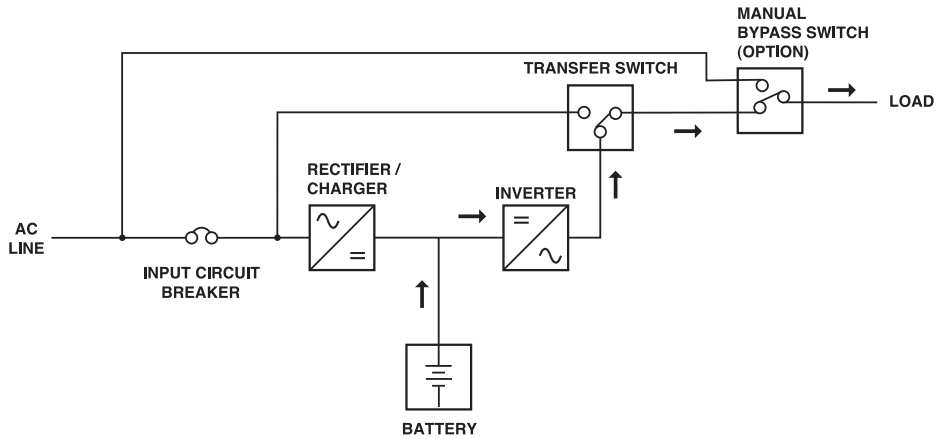 MANUAL
BYPASS SWITCH
(OPTION)
TRANSFER SWITCH
LOAD
RECTIFIER /
CHARGER
INVERTER
AC
LINE
INPUT CIRCUIT
BREAKER
BATTERY